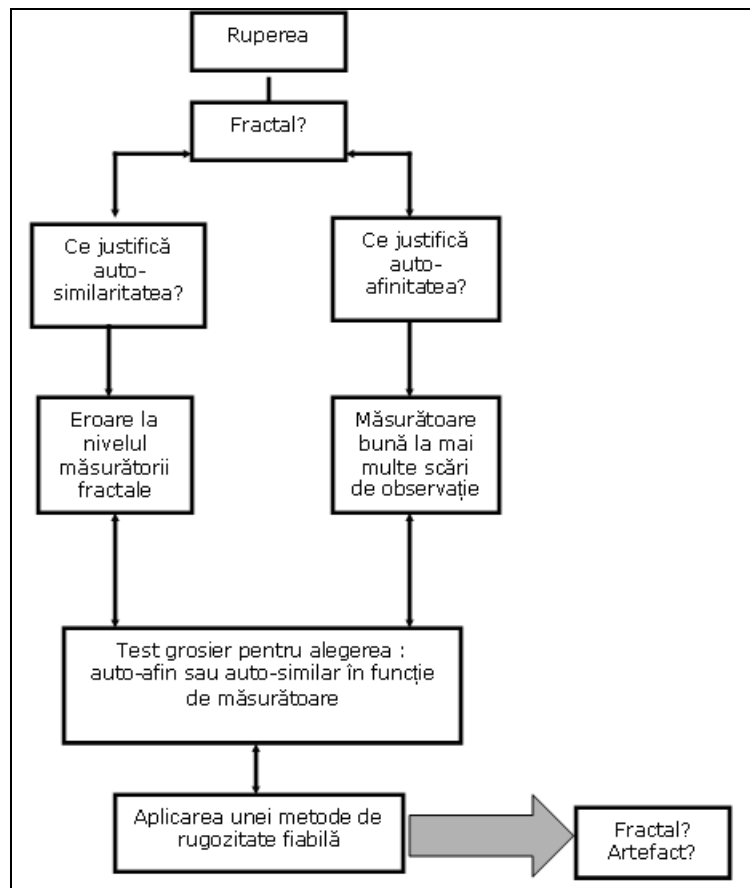 Ruperea
Fractal?
Ce justifică
auto-
similaritatea?
Ce justifică
auto-
afinitatea?
Eroare la
nivelul
măsurătorii
fractale
Măsurătoare
bună la mai
multe scări
de observație
Test grosier pentru alegerea :
auto-afin sau auto-similar în funcție
de măsurătoare
Aplicarea unei metode de
rugozitate fiabilă
Fractal?
Artefact?